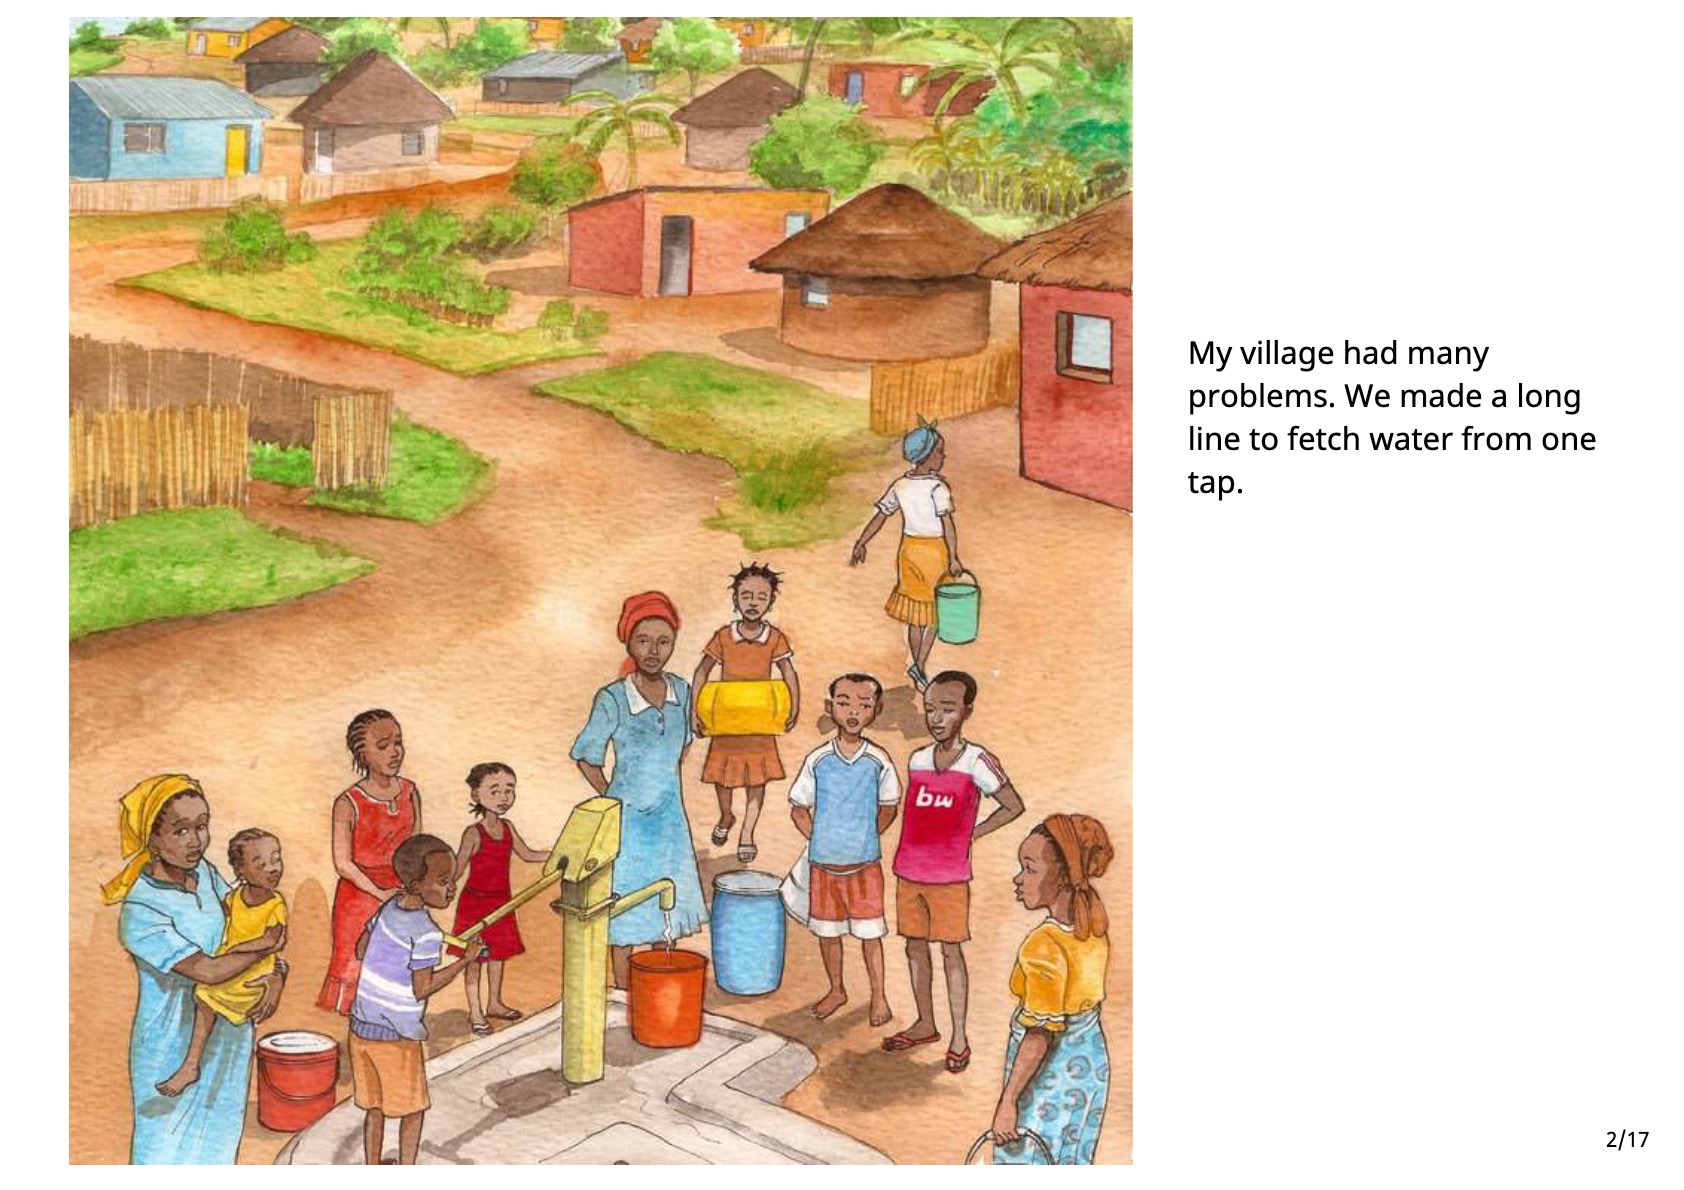 My village had many
problems. We made a long
line to fetch water from one
tap.
bw
2/17